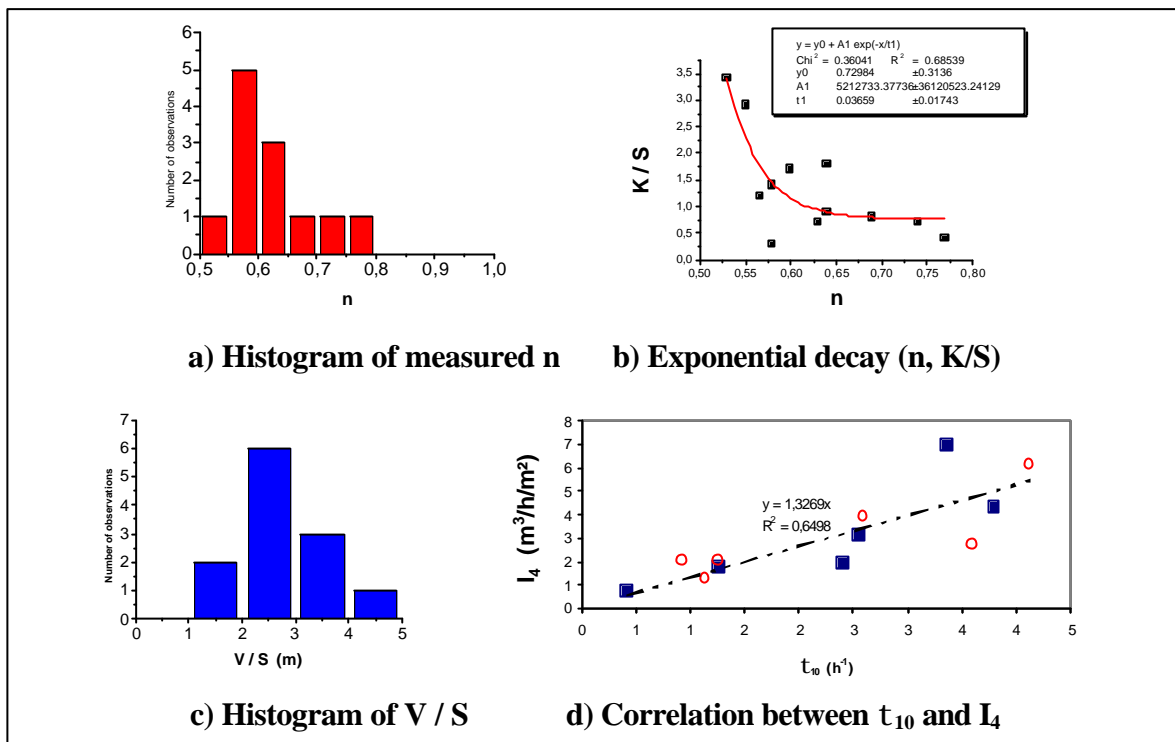 6
5
4
3
2
1
0
Number of observations
0,5 0,6 0,7 0,8 0,9 1,0
n
y = y0 + A1 exp(-x/t1)
Chi² = 0.36041 R² = 0.68539
y0 0.72984 ±0.3136
A1 5212733.37736±36120523.24129
t1 0.03659 ±0.01743
3,5
3,0
2,5
2,0
1,5
1,0
0,5
0,0
K / S
0,50 0,55 0,60 0,65 0,70 0,75 0,80
n
a) Histogram of measured n b) Exponential decay (n, K/S)
7
6
5
4
3
2
1
0
Number of observations
0 1 2 3 4 5
V / S (m)
8
7
6
5
4
3
2
1
0
I₄ (m³/h/m²)
y = 1,3269x
R² = 0,6498
0 1 1 2 2 3 3 4 4 5
t₁₀ (h⁻¹)
c) Histogram of V / S d) Correlation between t₁₀ and I₄